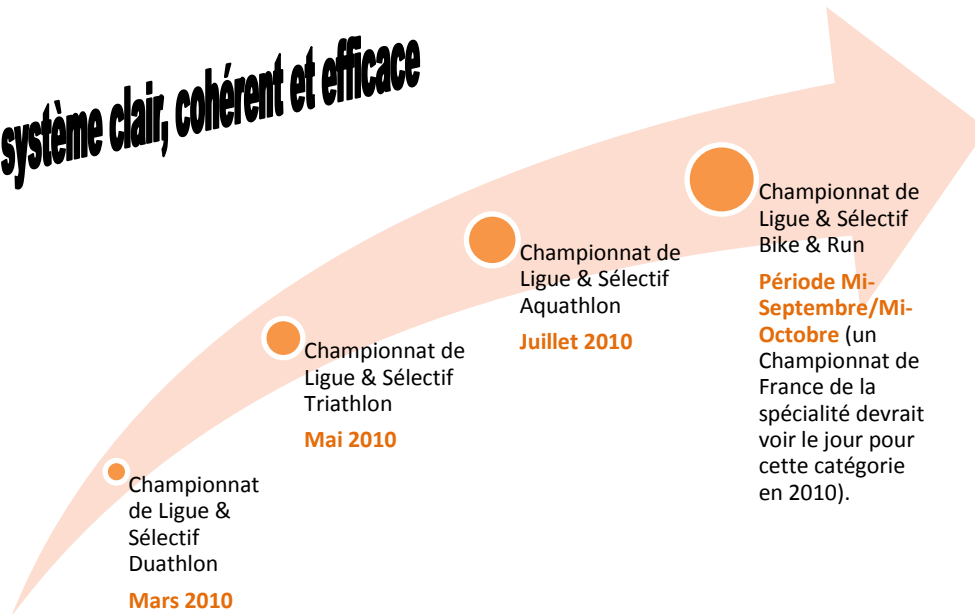 système clair, cohérent et efficace
Championnat
de Ligue &
Sélectif
Duathlon
Mars 2010
Championnat de
Ligue & Sélectif
Triathlon
Mai 2010
Championnat de
Ligue & Sélectif
Aquathlon
Juillet 2010
Championnat de
Ligue & Sélectif
Bike & Run
Période Mi-
Septembre/Mi-
Octobre (un
Championnat de
France de la
spécialité devrait
voir le jour pour
cette catégorie
en 2010).